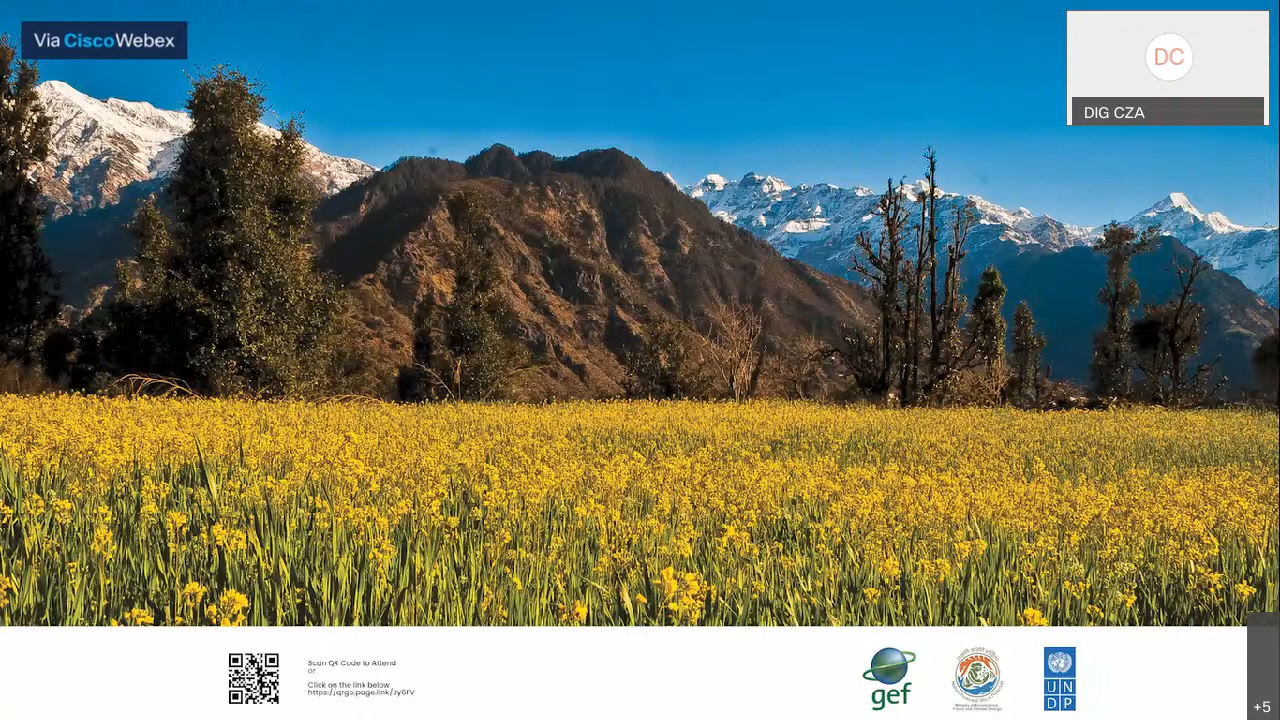 Via CiscoWebex
DC
DIG CZA
Scan QR Code to Attend
or
Click on the link below
gef
U N
D P
+5